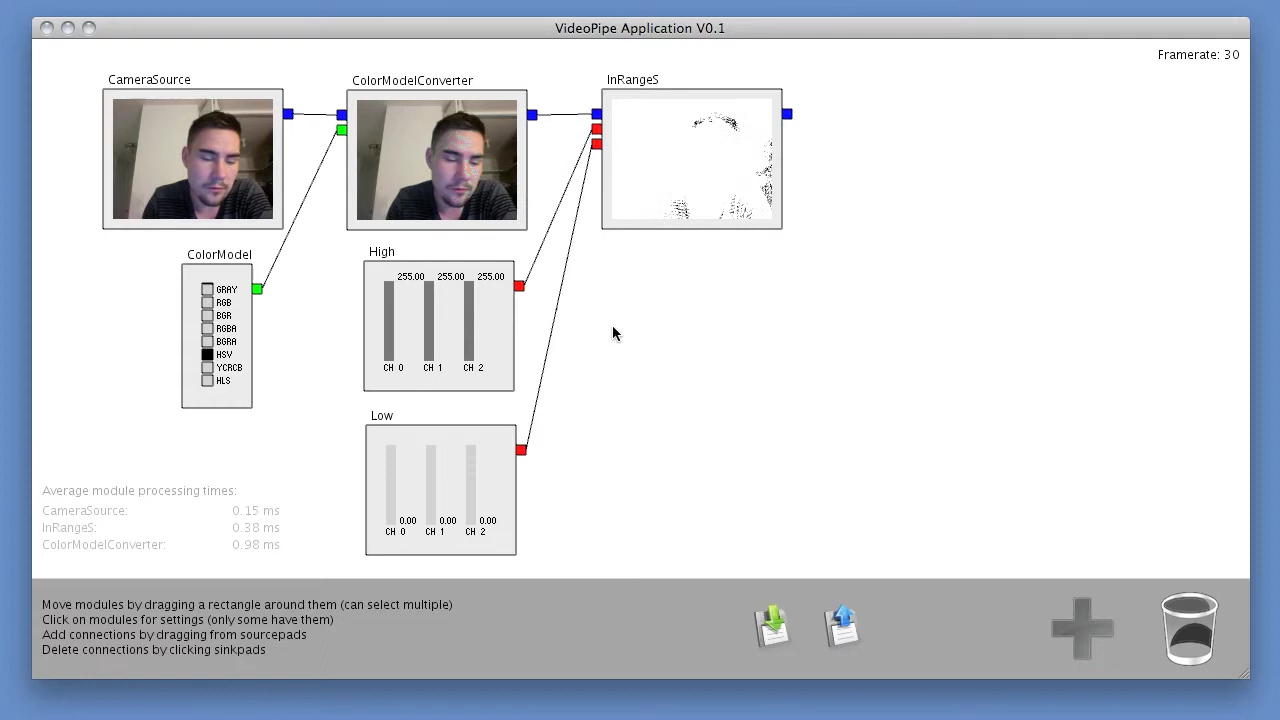 VideoPipe Application V0.1
Framerate: 30
CameraSource
ColorModelConverter
InRangeS
ColorModel
GRAY
RGB
BGR
RGBA
BGRA
HSV
YCRCB
HLS
High
255.00 255.00 255.00
CH 0 CH 1 CH 2
Low
0.00 0.00 0.00
CH 0 CH 1 CH 2
Average module processing times:
CameraSource: 0.15 ms
InRangeS: 0.38 ms
ColorModelConverter: 0.98 ms
Move modules by dragging a rectangle around them (can select multiple)
Click on modules for settings (only some have them)
Add connections by dragging from sourcepads
Delete connections by clicking sinkpads